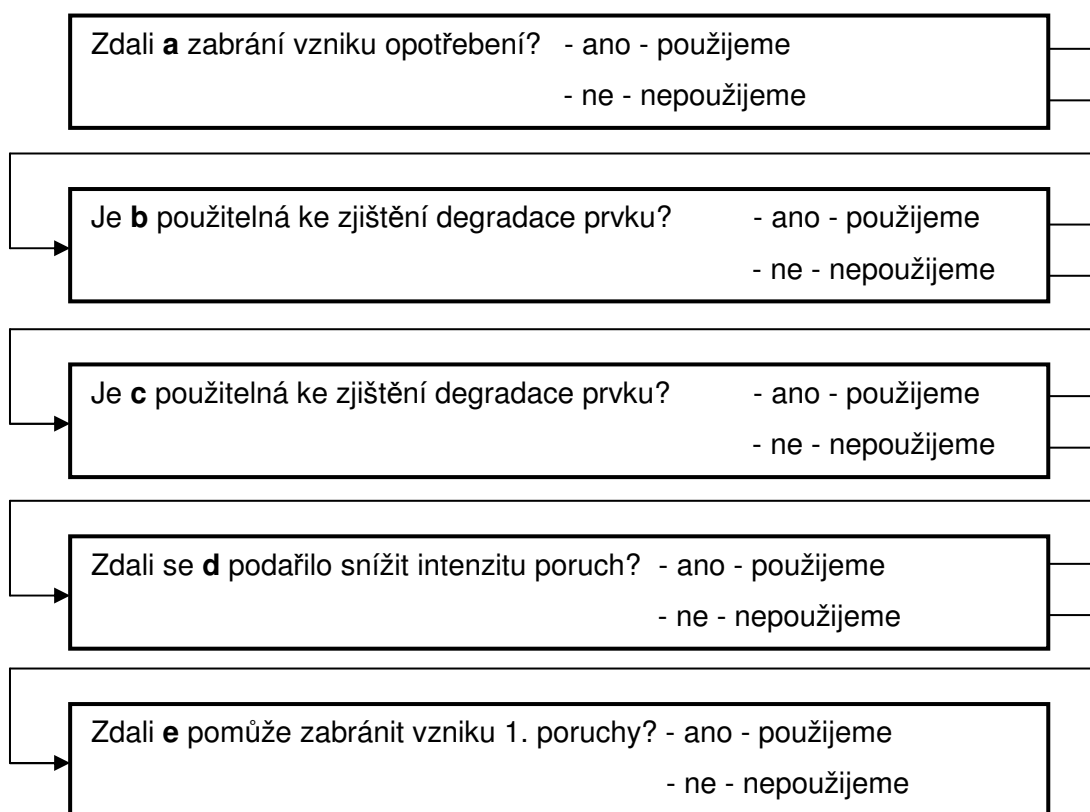 Zdali a zabrání vzniku opotřebení? - ano - použijeme
- ne - nepoužijeme
Je b použitelná ke zjištění degradace prvku? - ano - použijeme
- ne - nepoužijeme
Je c použitelná ke zjištění degradace prvku? - ano - použijeme
- ne - nepoužijeme
Zdali se d podařilo snížit intenzitu poruch? - ano - použijeme
- ne - nepoužijeme
Zdali e pomůže zabránit vzniku 1. poruchy? - ano - použijeme
- ne - nepoužijeme